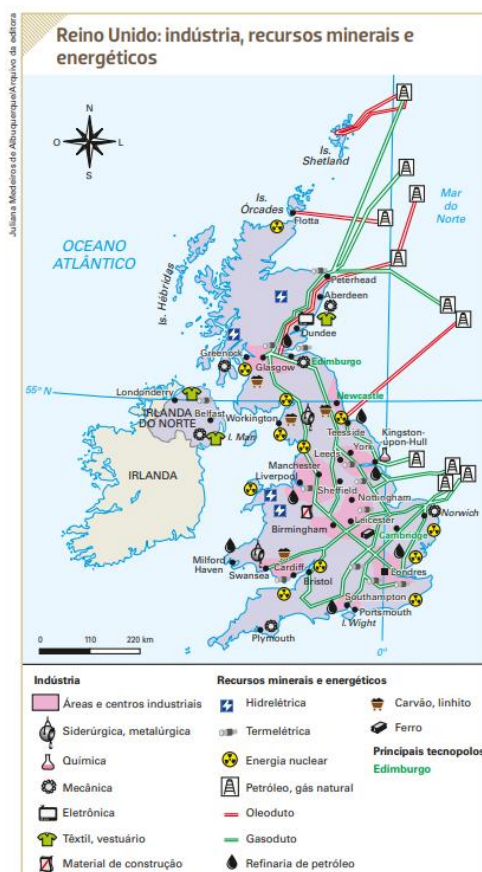 Juliana Medeiros de Albuquerque/Arquivo da editora
Reino Unido: indústria, recursos minerais e
energéticos
N
O
L
S
Is.
Shetland
Is.
Órcades
Flotta
Mar
do
Norte
OCEANO
ATLÂNTICO
Is. Hébridas
Peterhead
Aberdeen
Dundee
Greenock
Glasgow
Edimburgo
55° N
Londonderry
Newcastle
IRLANDA
DO NORTE
Belfast
Workington
Teesside
I. Man
York
Kingston-
upon-Hull
Leeds
IRLANDA
Manchester
Liverpool
Sheffield
Nottingham
Norwich
Leicester
Birmingham
Cambridge
Milford
Haven
Swansea
Cardiff
Londres
Bristol
Southampton
Portsmouth
I. Wight
Plymouth
0 110 220 km
0°
Indústria
Áreas e centros industriais
Siderúrgica, metalúrgica
Química
Mecânica
Eletrônica
Têxtil, vestuário
Material de construção
Recursos minerais e energéticos
Hidrelétrica
Termelétrica
Energia nuclear
Petróleo, gás natural
Oleoduto
Gasoduto
Refinaria de petróleo
Carvão, linhito
Ferro
Principais tecnopolos
Edimburgo